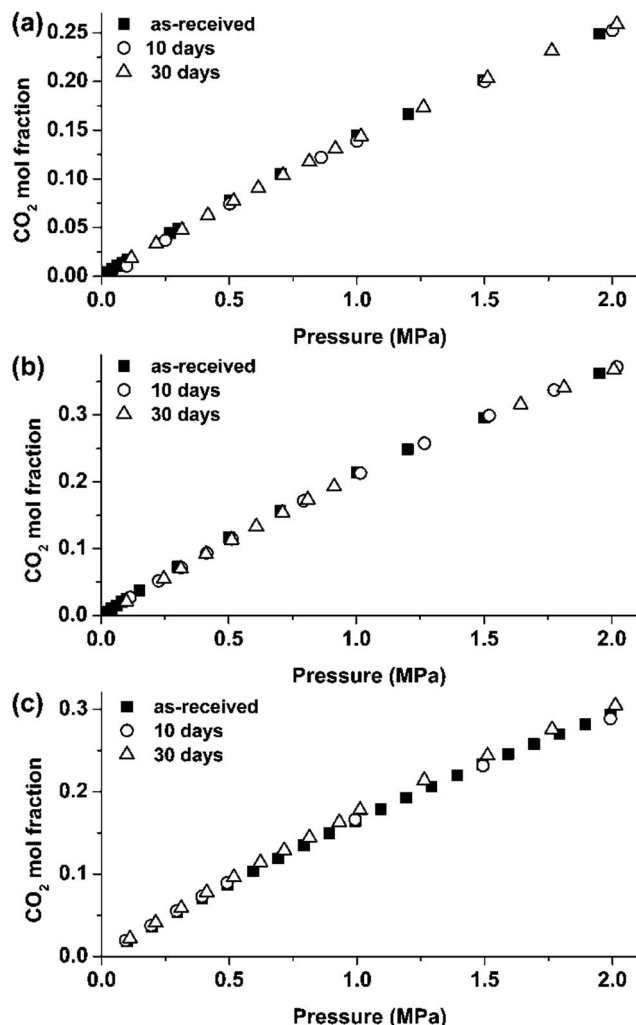 (a)
as-received
10 days
30 days
CO₂ mol fraction
0.25
0.20
0.15
0.10
0.05
0.00
0.0 0.5 1.0 1.5 2.0
Pressure (MPa)
(b)
as-received
10 days
30 days
CO₂ mol fraction
0.3
0.2
0.1
0.0
0.0 0.5 1.0 1.5 2.0
Pressure (MPa)
(c)
as-received
10 days
30 days
CO₂ mol fraction
0.3
0.2
0.1
0.0
0.0 0.5 1.0 1.5 2.0
Pressure (MPa)